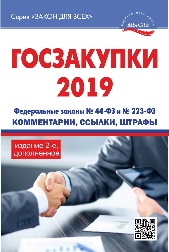 Серия «ЗАКОН ДЛЯ ВСЕХ»
ГОСЗАКУПКИ
2019
Федеральные законы № 44-ФЗ и № 223-ФЗ
КОММЕНТАРИИ, ССЫЛКИ, ШТРАФЫ
издание 2-е,
дополненное